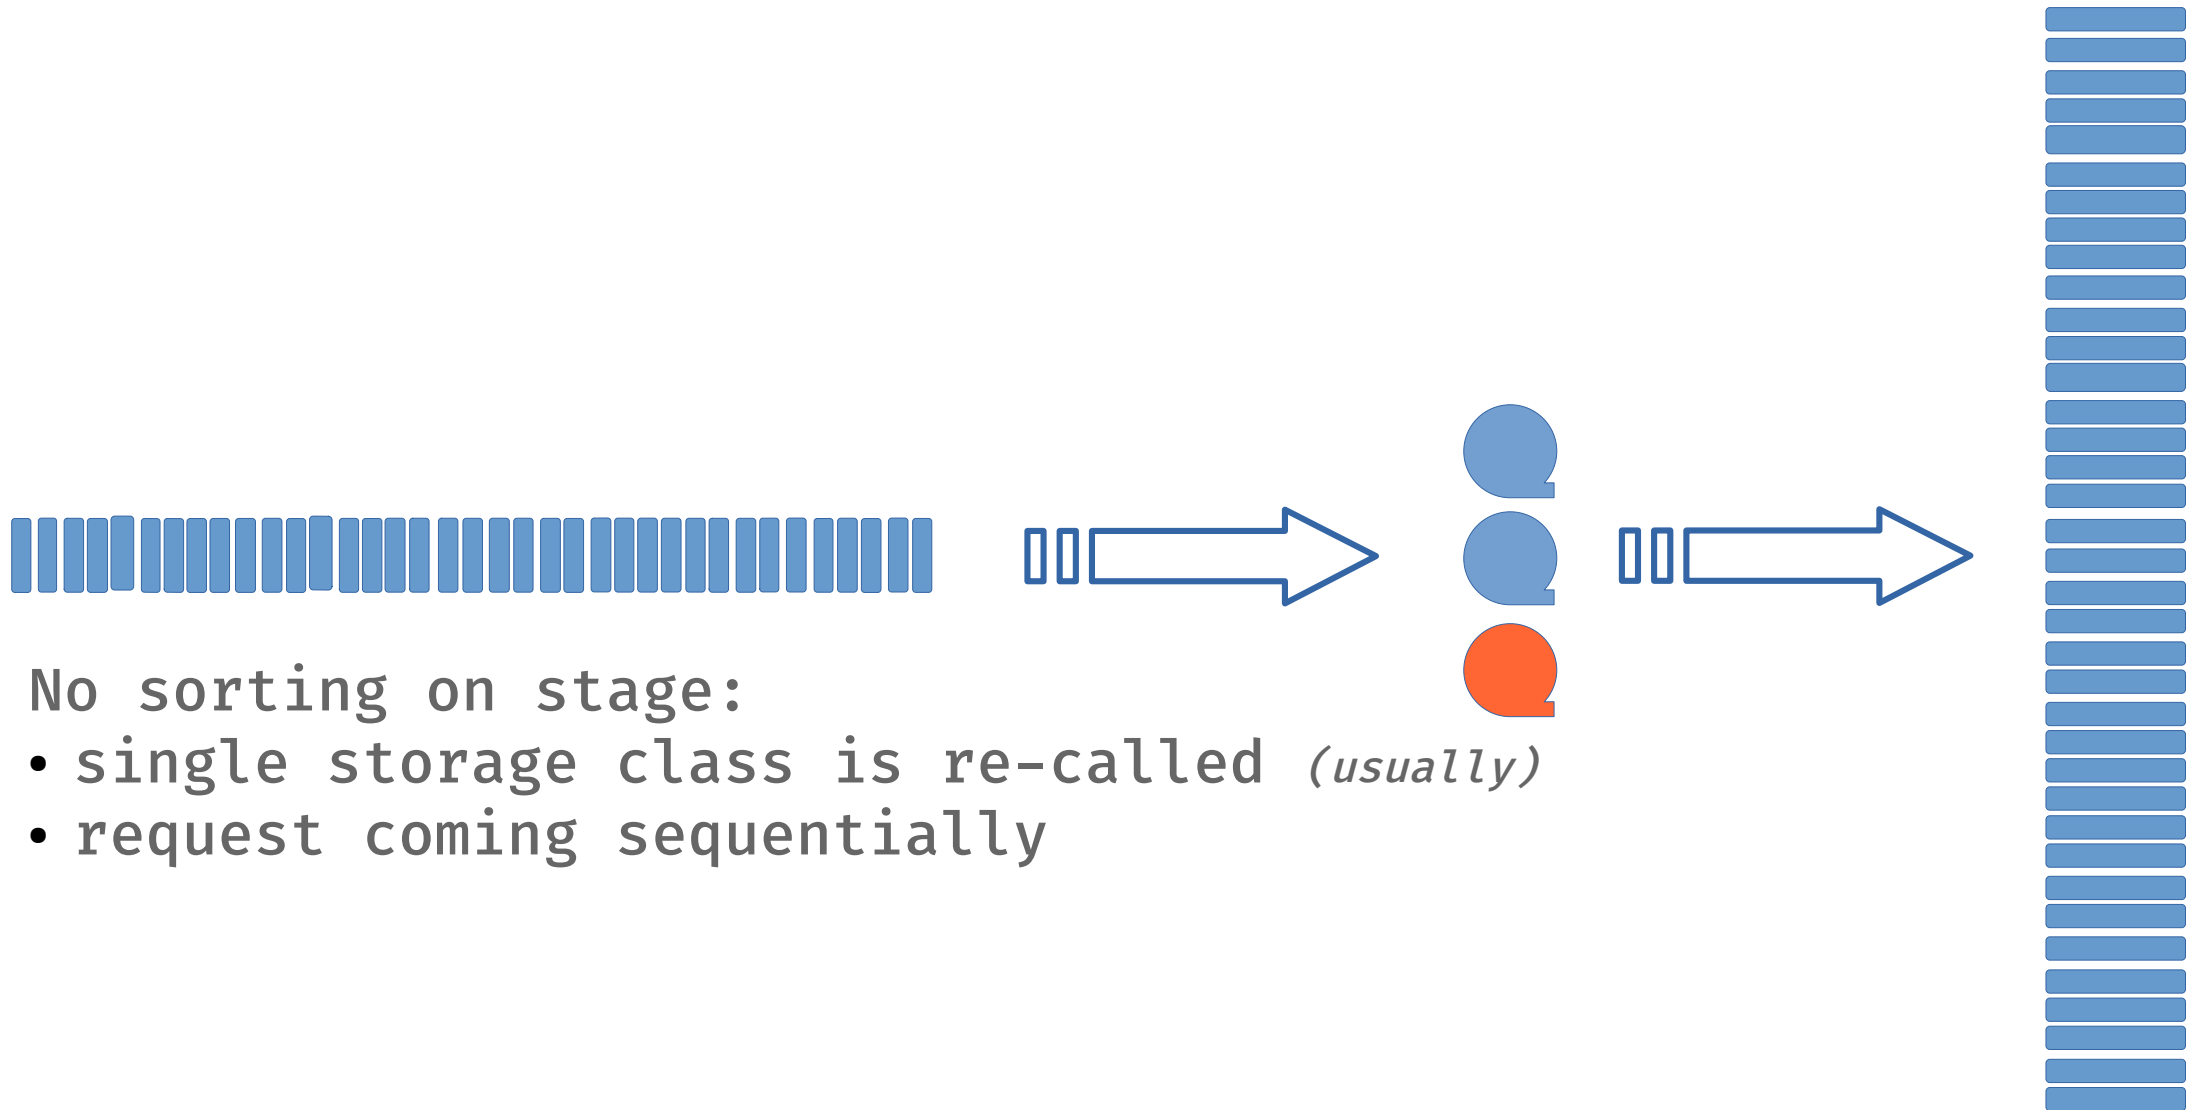 No sorting on stage:
• single storage class is re-called (usually)
• request coming sequentially